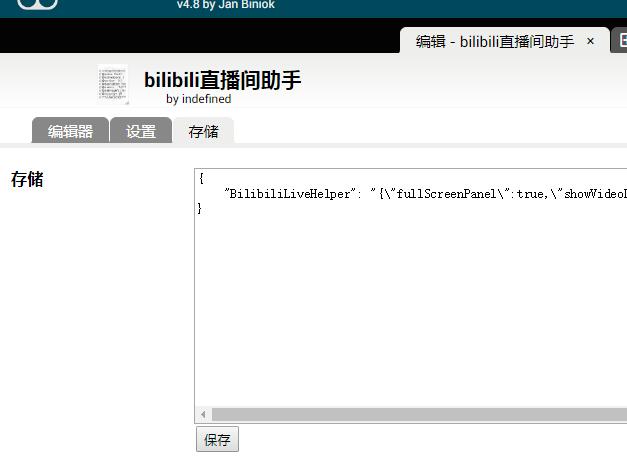 v4.8 by Jan Biniok
编辑 - bilibili直播间助手 ×
bilibili直播间助手
by indefined
编辑器 设置 存储
存储
{
"BilibiliLiveHelper": "{\"fullScreenPanel\":true,\"showVideo
}
保存